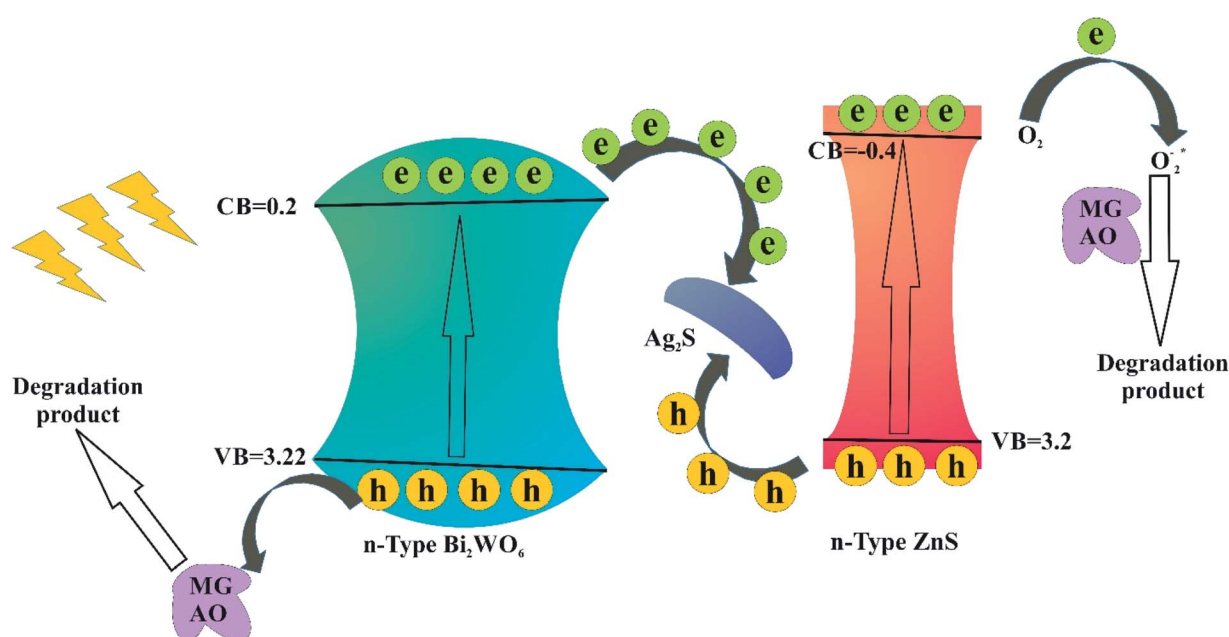 e
e e e e
CB=0.2
e e e e e
e e e
CB=-0.4
e
O₂
O₂⁻*
MG
AO
Degradation
product
Ag₂S
h h h
VB=3.2
h h h
n-Type ZnS
VB=3.22
h h h h
n-Type Bi₂WO₆
Degradation
product
MG
AO